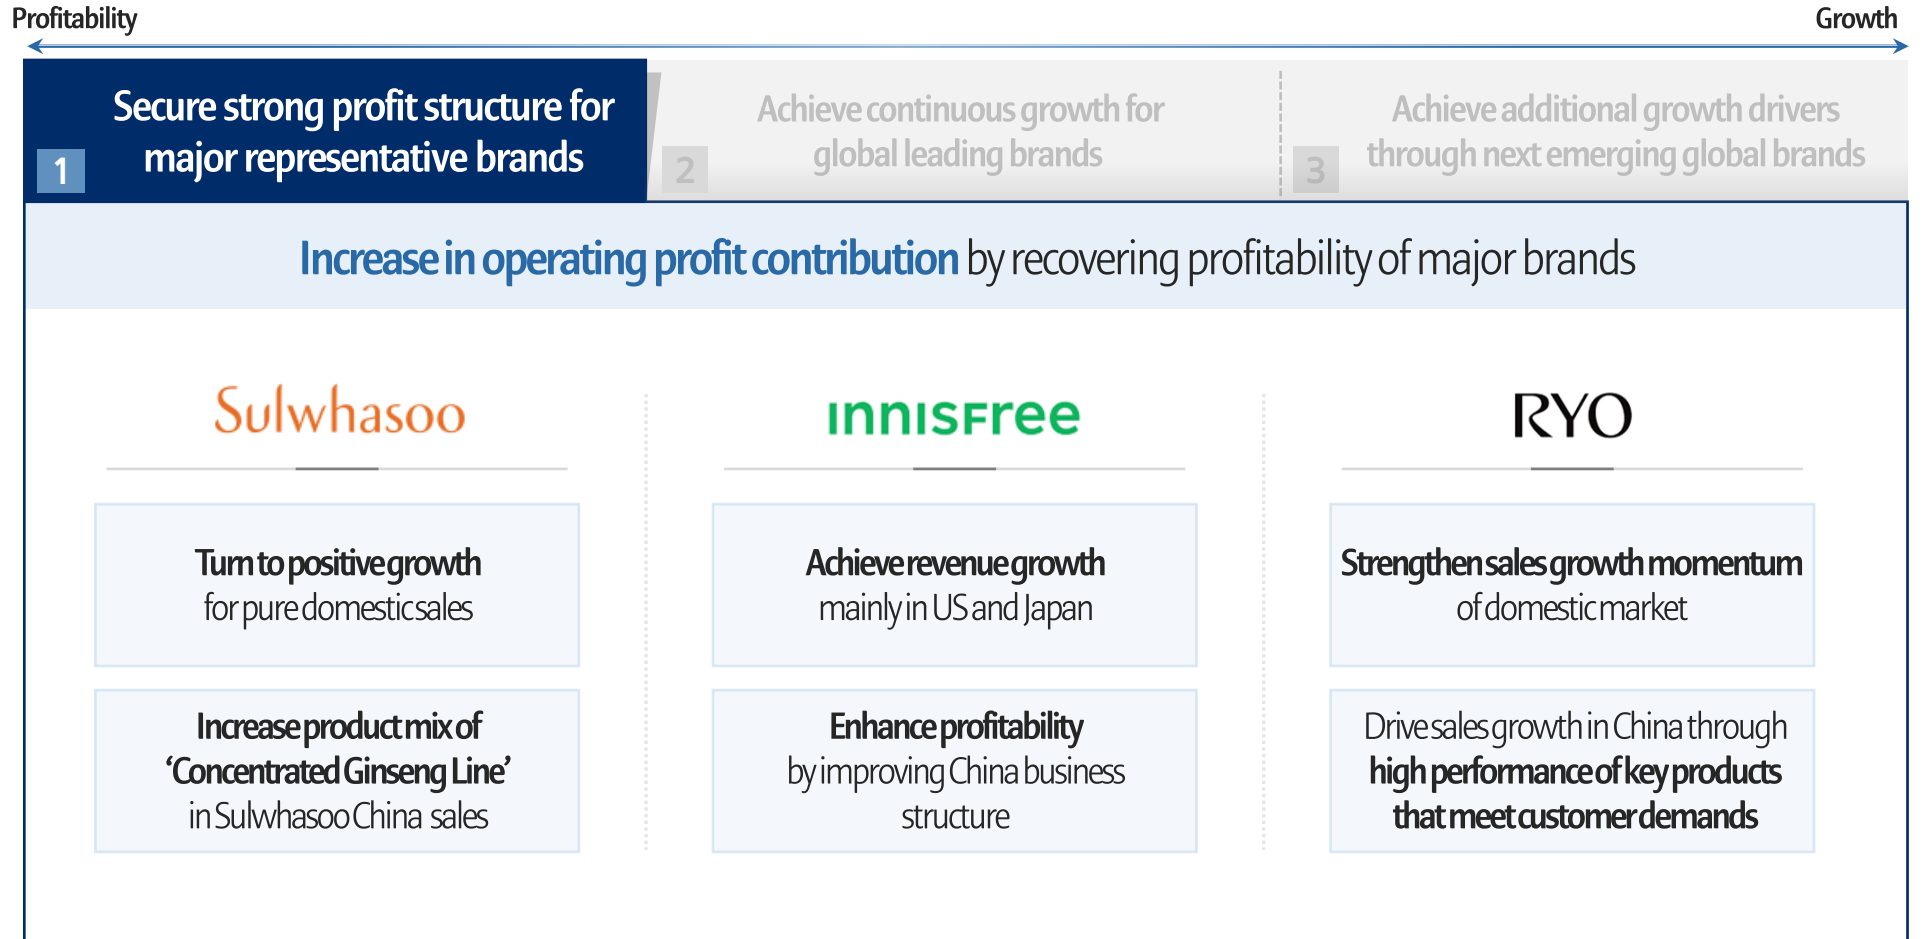 Profitability
Growth
Secure strong profit structure for
major representative brands
1
Achieve continuous growth for
global leading brands
2
Achieve additional growth drivers
through next emerging global brands
3
Increase in operating profit contribution by recovering profitability of major brands
Sulwhasoo
Turn to positive growth
for pure domestic sales
Increase product mix of
‘Concentrated Ginseng Line’
in Sulwhasoo China sales
innisfree
Achieve revenue growth
mainly in US and Japan
Enhance profitability
by improving China business
structure
RYO
Strengthen sales growth momentum
of domestic market
Drive sales growth in China through
high performance of key products
that meet customer demands